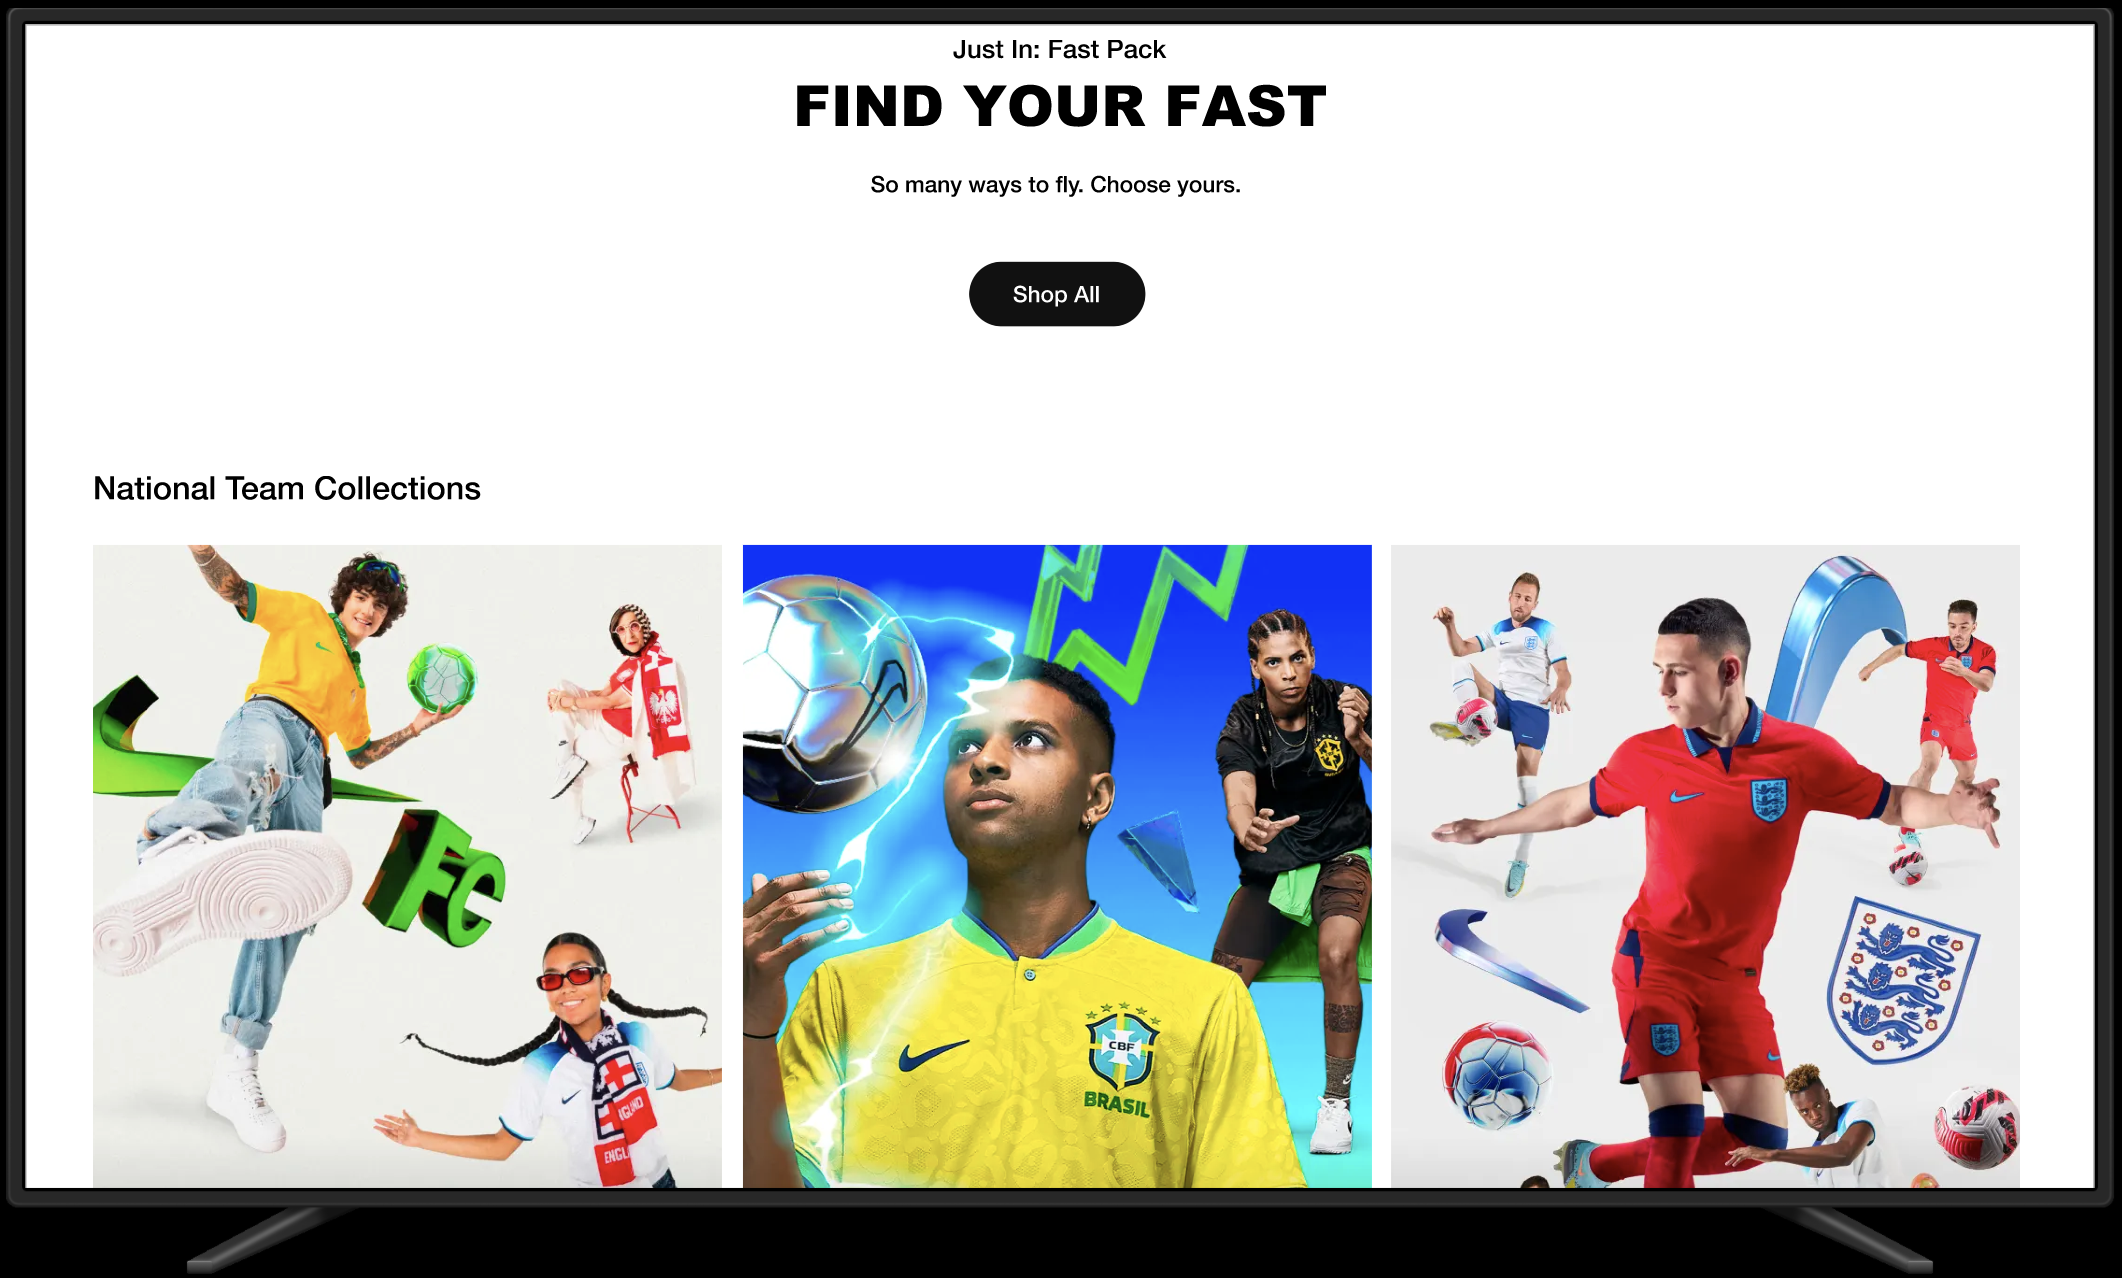 Just In: Fast Pack
FIND YOUR FAST
So many ways to fly. Choose yours.
Shop All
National Team Collections
FC
ENGLAND
CBF
BRASIL